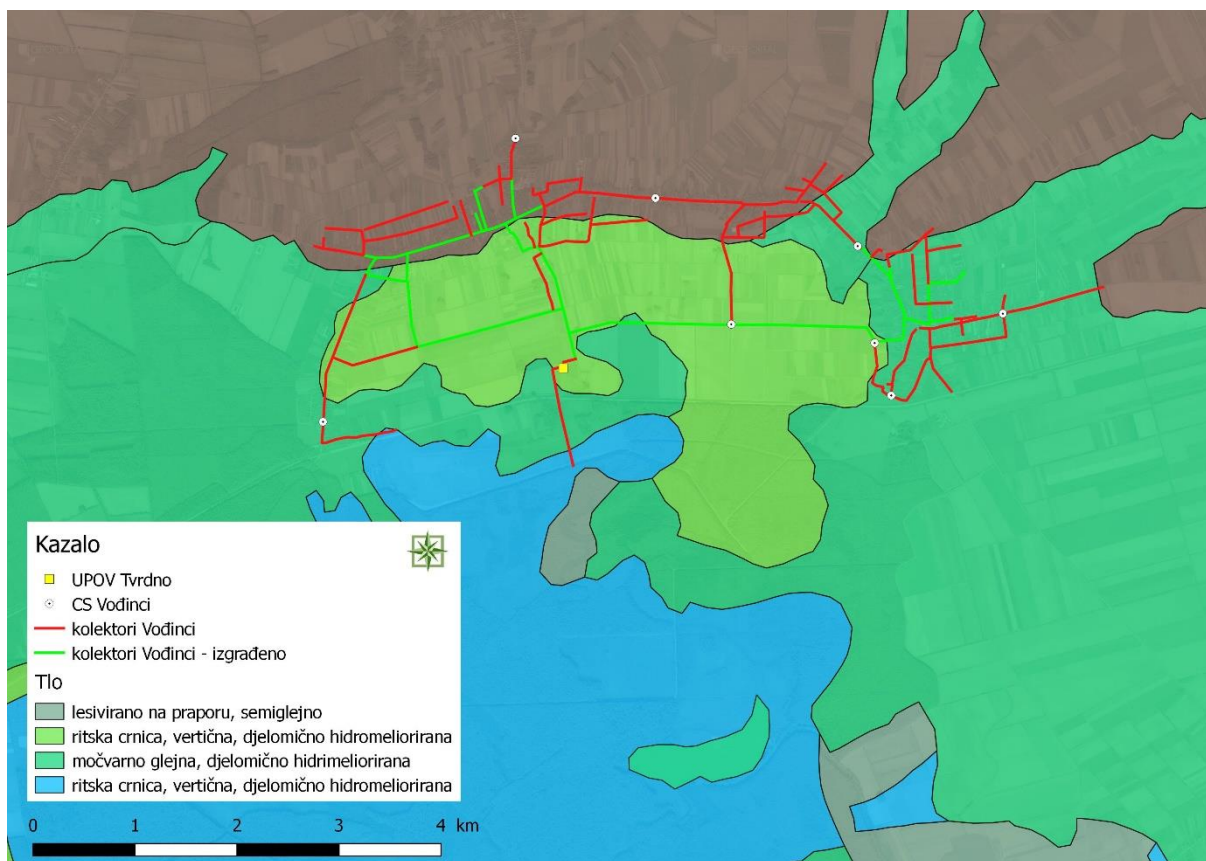 Kazalo
UPOV Tvrdno
CS Vođinci
kolektori Vođinci
kolektori Vođinci - izgrađeno
Tlo
lesivirano na praporu, semiglejno
ritska crnica, vertična, djelomično hidromeliorirana
močvarno glejna, djelomično hidrimeliorirana
ritska crnica, vertična, djelomično hidromeliorirana
0 1 2 3 4 km